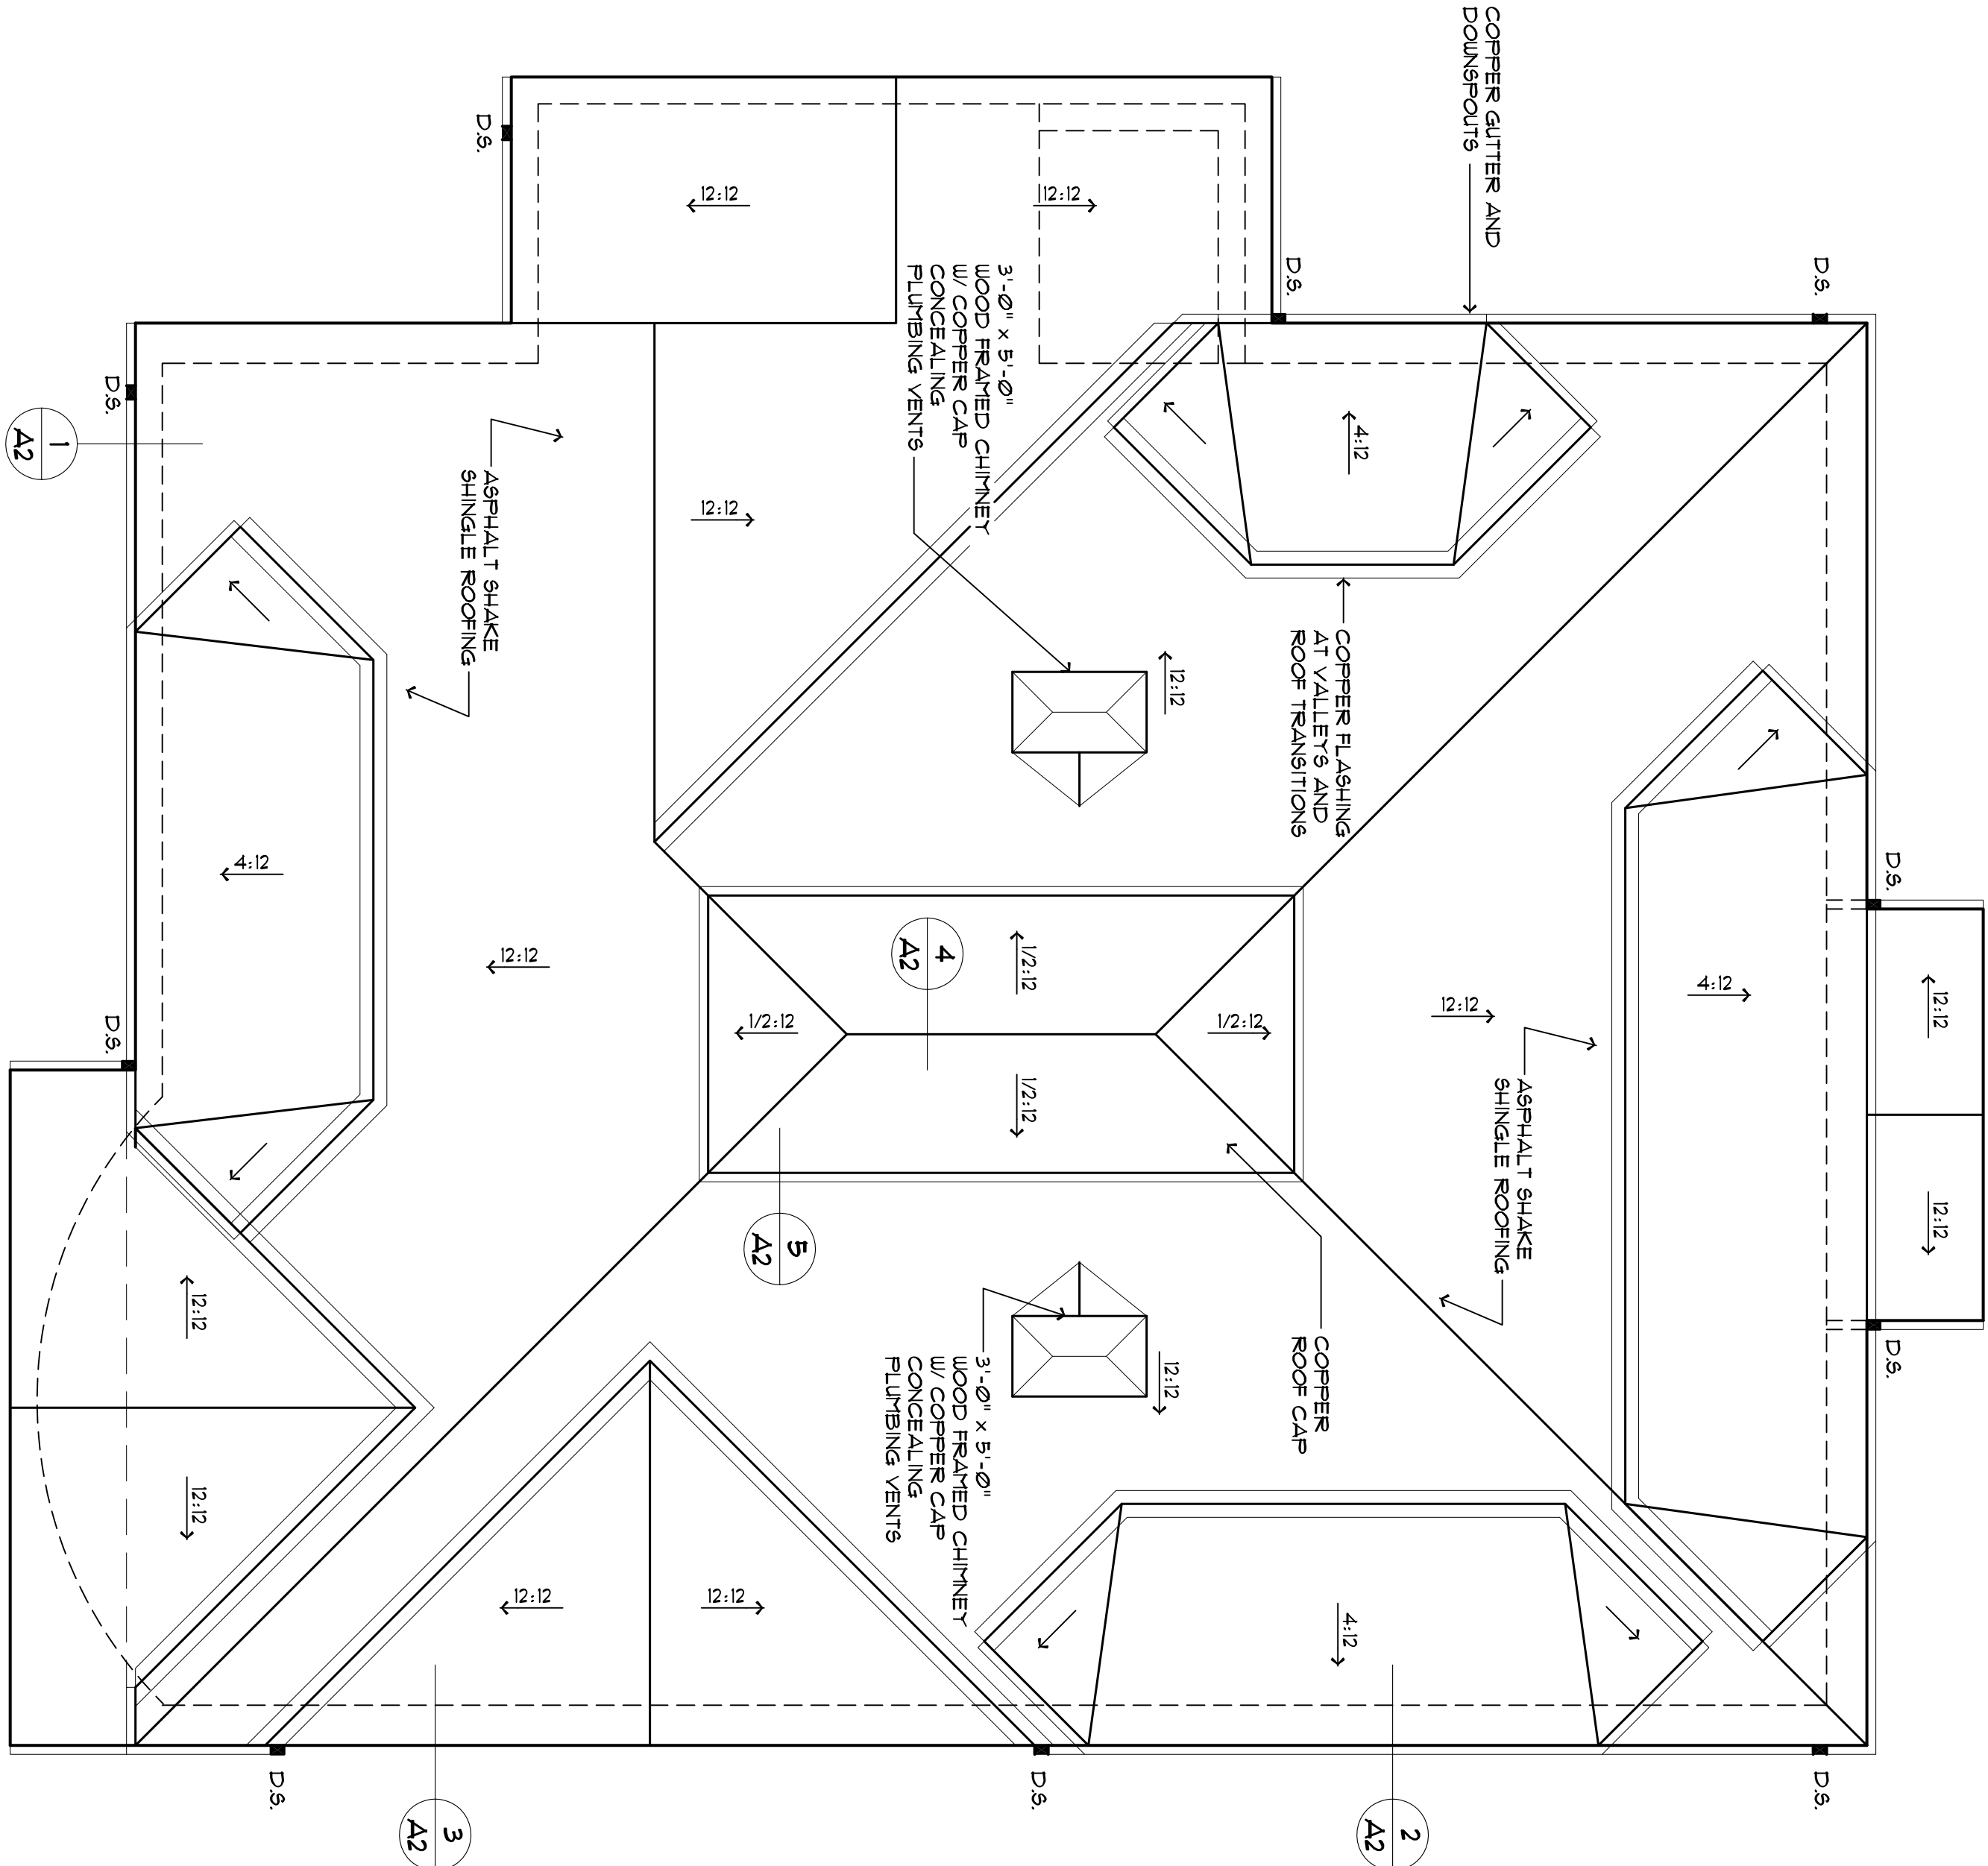 COPPER GUTTER AND
DOWNSPOUTS
D.S.
D.S.
D.S.
D.S.
D.S.
D.S.
D.S.
D.S.
D.S.
D.S.
12:12
12:12
12:12
12:12
12:12
12:12
12:12
12:12
12:12
12:12
12:12
12:12
12:12
4:12
4:12
4:12
4:12
1/2:12
1/2:12
1/2:12
1/2:12
3'-0" x 5'-0"
WOOD FRAMED CHIMNEY
W/ COPPER CAP
CONCEALING
PLUMBING VENTS
COPPER FLASHING
AT VALLEYS AND
ROOF TRANSITIONS
ASPHALT SHAKE
SHINGLE ROOFING
ASPHALT SHAKE
SHINGLE ROOFING
COPPER
ROOF CAP
3'-0" x 5'-0"
WOOD FRAMED CHIMNEY
W/ COPPER CAP
CONCEALING
PLUMBING VENTS
1
A2
4
A2
5
A2
3
A2
2
A2